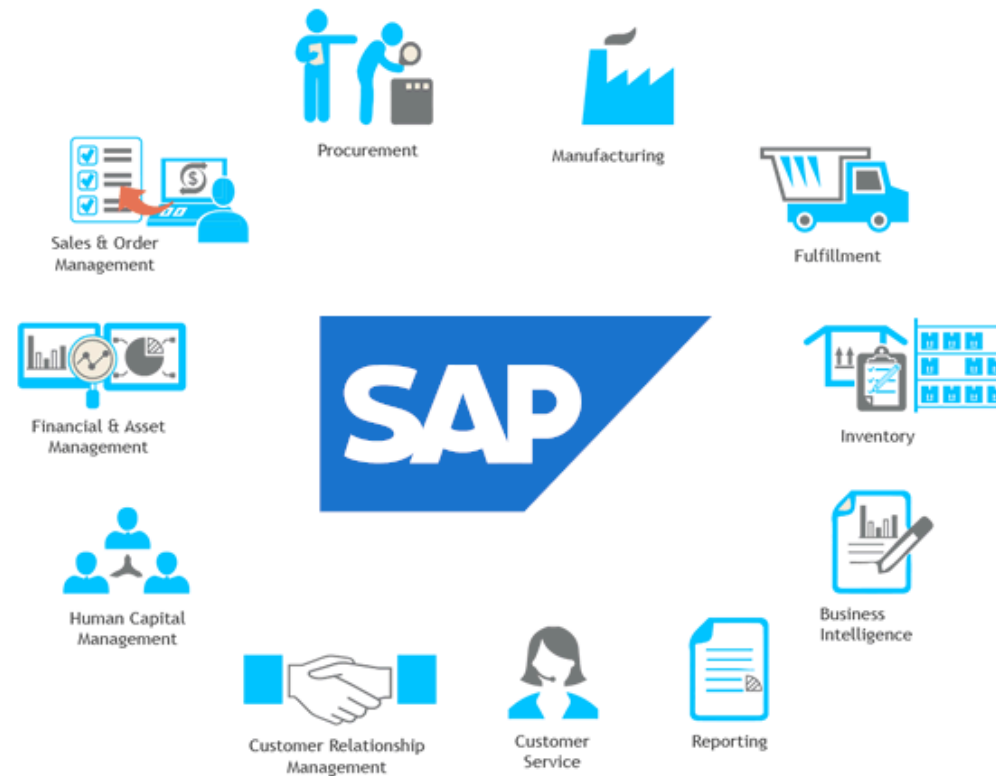 Procurement
Manufacturing
Sales & Order
Management
Fulfillment
SAP
Financial & Asset
Management
Inventory
Human Capital
Management
Business
Intelligence
Customer Relationship
Management
Customer
Service
Reporting